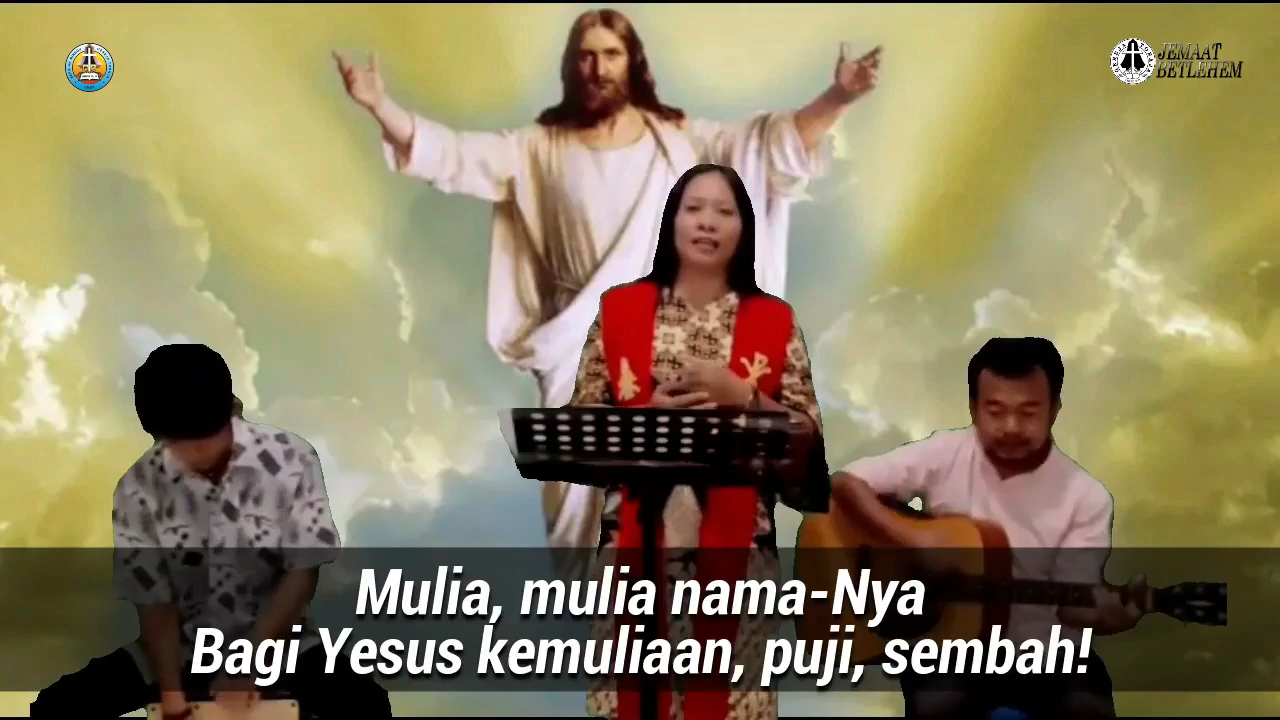 JEMAAT
BETLEHEM
Mulia, mulia nama-Nya
Bagi Yesus kemuliaan, puji, sembah!